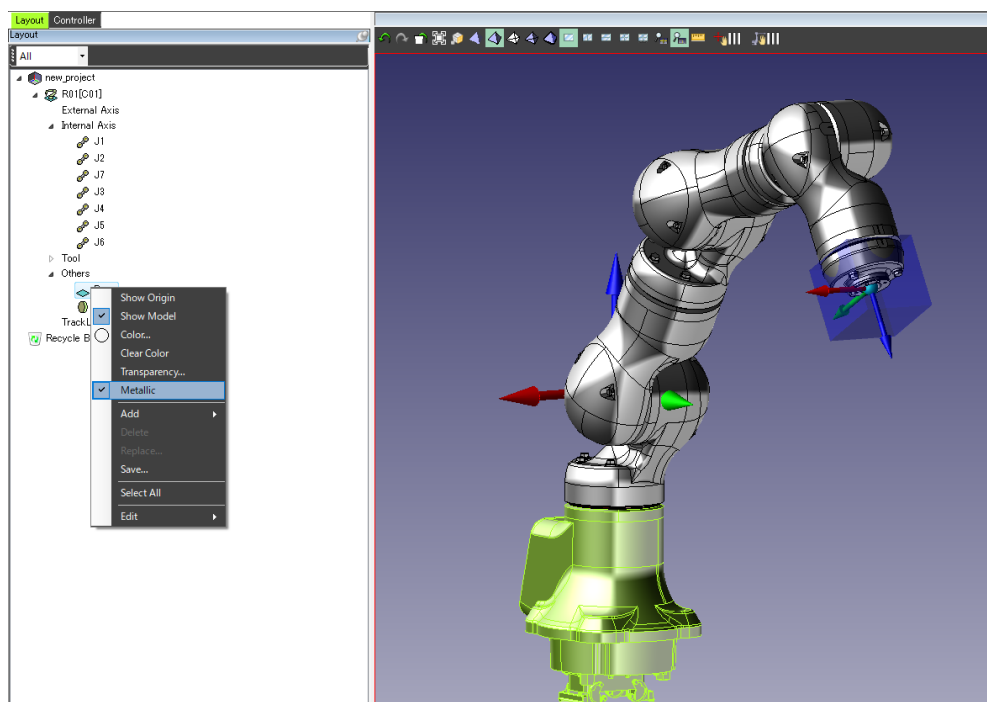 Layout Controller
Layout
All
new_project
R01[C01]
External Axis
Internal Axis
J1
J2
J7
J3
J4
J5
J6
Tool
Others
TrackL
Recycle B
Show Origin
Show Model
Color...
Clear Color
Transparency...
Metallic
Add
Delete
Replace...
Save...
Select All
Edit